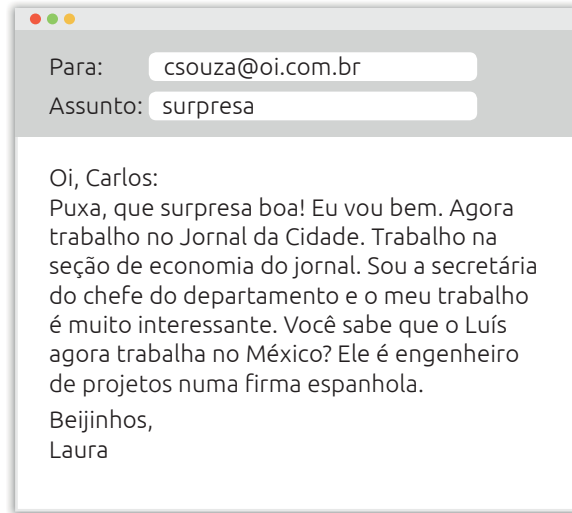 Para: csouza@oi.com.br
Assunto: surpresa
Oi, Carlos:
Puxa, que surpresa boa! Eu vou bem. Agora
trabalho no Jornal da Cidade. Trabalho na
seção de economia do jornal. Sou a secretária
do chefe do departamento e o meu trabalho
é muito interessante. Você sabe que o Luís
agora trabalha no México? Ele é engenheiro
de projetos numa firma espanhola.
Beijinhos,
Laura